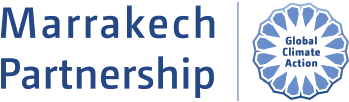 Marrakech
Partnership
Global
Climate
Action